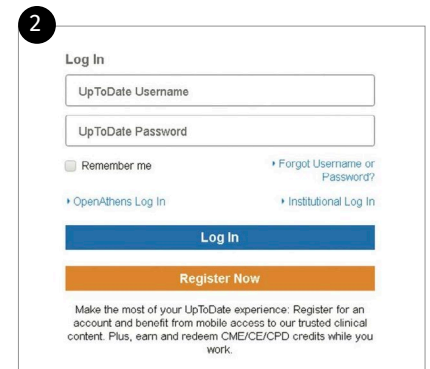 2
Log In
UpToDate Username
UpToDate Password
Remember me
Forgot Username or
Password?
OpenAthens Log In
Institutional Log In
Log In
Register Now
Make the most of your UpToDate experience: Register for an
account and benefit from mobile access to our trusted clinical
content. Plus, earn and redeem CME/CE/CPD credits while you
work.